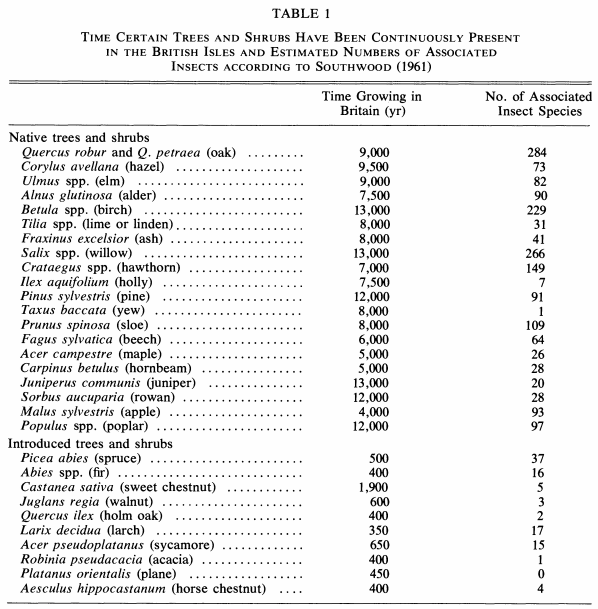 TABLE 1
TIME CERTAIN TREES AND SHRUBS HAVE BEEN CONTINUOUSLY PRESENT
IN THE BRITISH ISLES AND ESTIMATED NUMBERS OF ASSOCIATED
INSECTS ACCORDING TO SOUTHWOOD (1961)
Time Growing in Britain (yr) No. of Associated Insect Species
Native trees and shrubs
Quercus robur and Q. petraea (oak) ......... 9,000 284
Corylus avellana (hazel) .................. 9,500 73
Ulmus spp. (elm) ....................... 9,000 82
Alnus glutinosa (alder) ................... 7,500 90
Betula spp. (birch) ...................... 13,000 229
Tilia spp. (lime or linden).................. 8,000 31
Fraxinus excelsior (ash) .................. 8,000 41
Salix spp. (willow) ...................... 13,000 266
Crataegus spp. (hawthorn) ................ 7,000 149
Ilex aquifolium (holly) .................... 7,500 7
Pinus sylvestris (pine) .................... 12,000 91
Taxus baccata (yew) ..................... 8,000 1
Prunus spinosa (sloe) .................... 8,000 109
Fagus sylvatica (beech) ................... 6,000 64
Acer campestre (maple) ................... 5,000 26
Carpinus betulus (hornbeam) .............. 5,000 28
Juniperus communis (juniper) .............. 13,000 20
Sorbus aucuparia (rowan) ................. 12,000 28
Malus sylvestris (apple) ................... 4,000 93
Populus spp. (poplar) .................... 12,000 97
Introduced trees and shrubs
Picea abies (spruce) ..................... 500 37
Abies spp. (fir) ......................... 400 16
Castanea sativa (sweet chestnut) ........... 1,900 5
Juglans regia (walnut) .................... 600 3
Quercus ilex (holm oak) .................. 400 2
Larix decidua (larch) ..................... 350 17
Acer pseudoplatanus (sycamore) ............ 650 15
Robinia pseudacacia (acacia) .............. 400 1
Platanus orientalis (plane) ................. 450 0
Aesculus hippocastanum (horse chestnut) .... 400 4